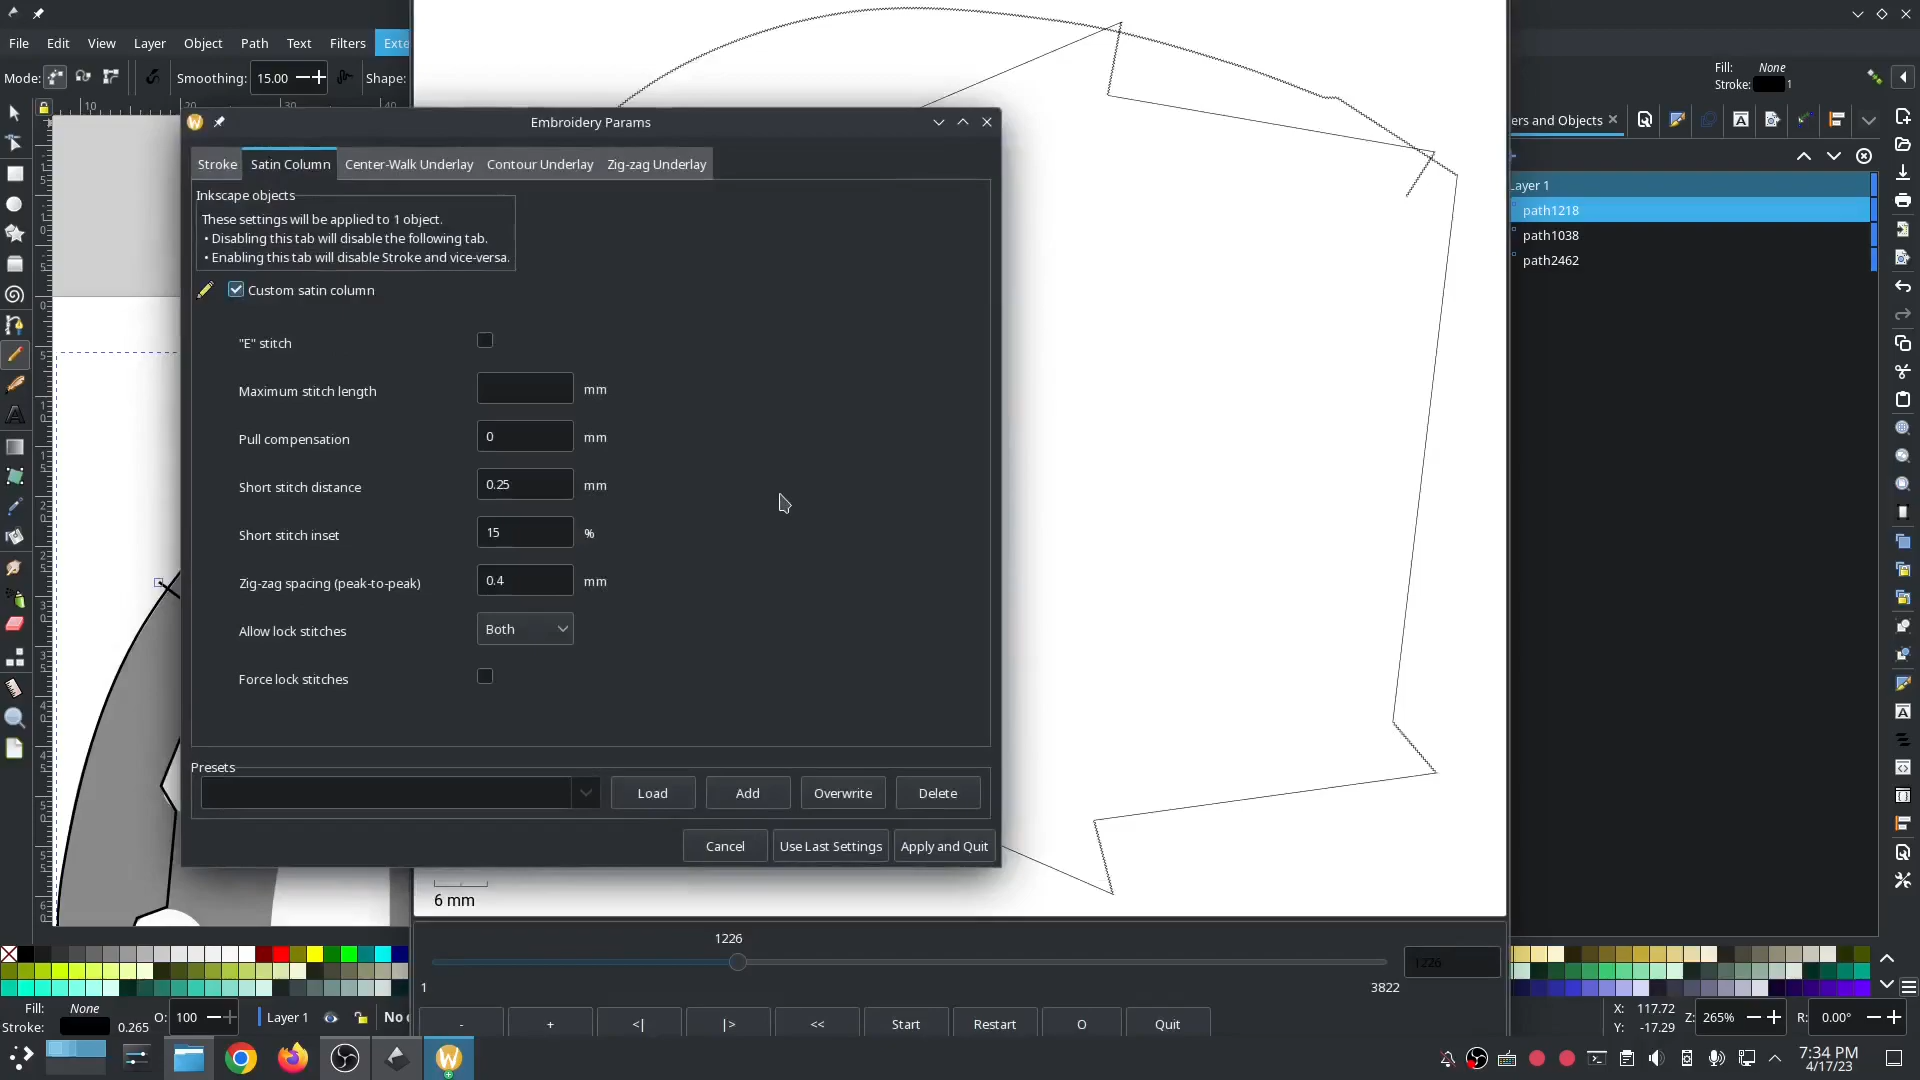 File Edit View Layer Object Path Text Filters Exte
Mode: Smoothing: 15.00 Shape:
Fill: None
Stroke: 1
10 20 30 40
Embroidery Params
ers and Objects
Stroke Satin Column Center-Walk Underlay Contour Underlay Zig-zag Underlay
Layer 1
path1218
path1038
path2462
Inkscape objects
These settings will be applied to 1 object.
• Disabling this tab will disable the following tab.
• Enabling this tab will disable Stroke and vice-versa.
Custom satin column
"E" stitch
Maximum stitch length mm
Pull compensation 0 mm
Short stitch distance 0.25 mm
Short stitch inset 15 %
Zig-zag spacing (peak-to-peak) 0.4 mm
Allow lock stitches Both
Force lock stitches
Presets
Load Add Overwrite Delete
Cancel Use Last Settings Apply and Quit
6 mm
1226
1226
1 3822
- + <| |> << Start Restart O Quit
Fill: None
Stroke: 0.265
O: 100 Layer 1 No
X: 117.72
Y: -17.29
Z: 265% R: 0.00°
7:34 PM
4/17/23